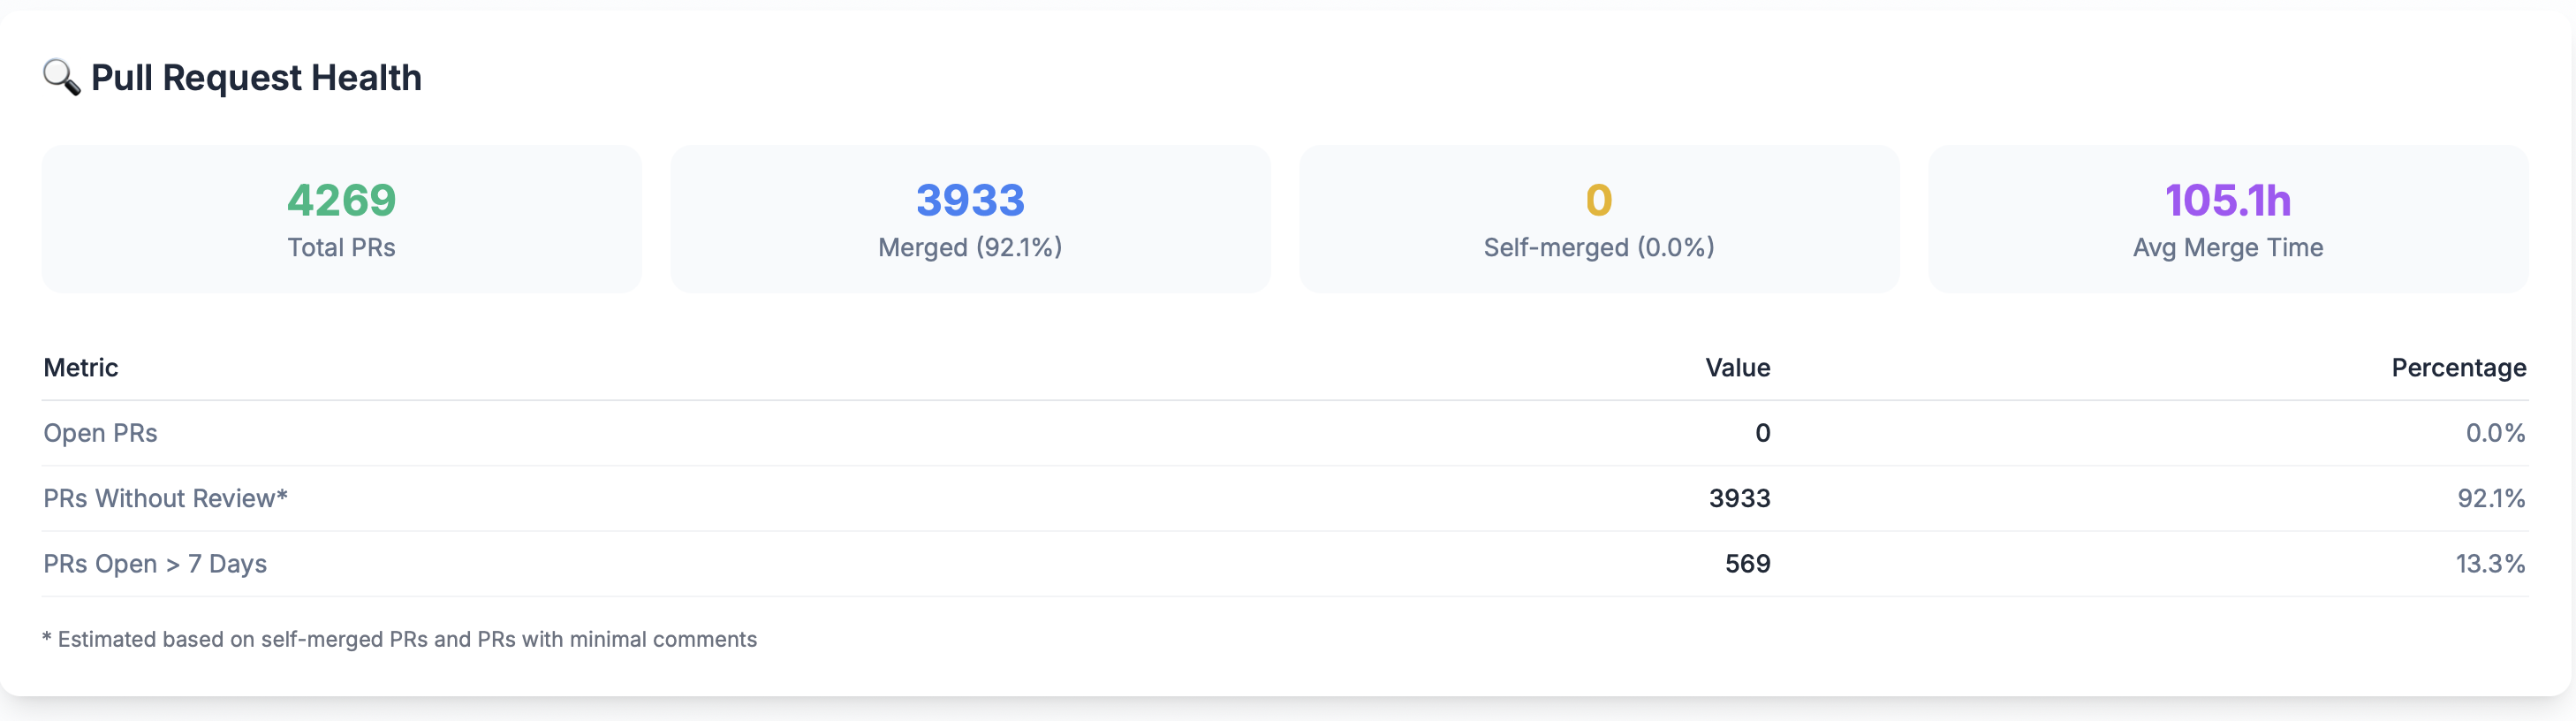 Pull Request Health
4269
Total PRs
3933
Merged (92.1%)
0
Self-merged (0.0%)
105.1h
Avg Merge Time
Metric Value Percentage
Open PRs 0 0.0%
PRs Without Review* 3933 92.1%
PRs Open > 7 Days 569 13.3%
* Estimated based on self-merged PRs and PRs with minimal comments